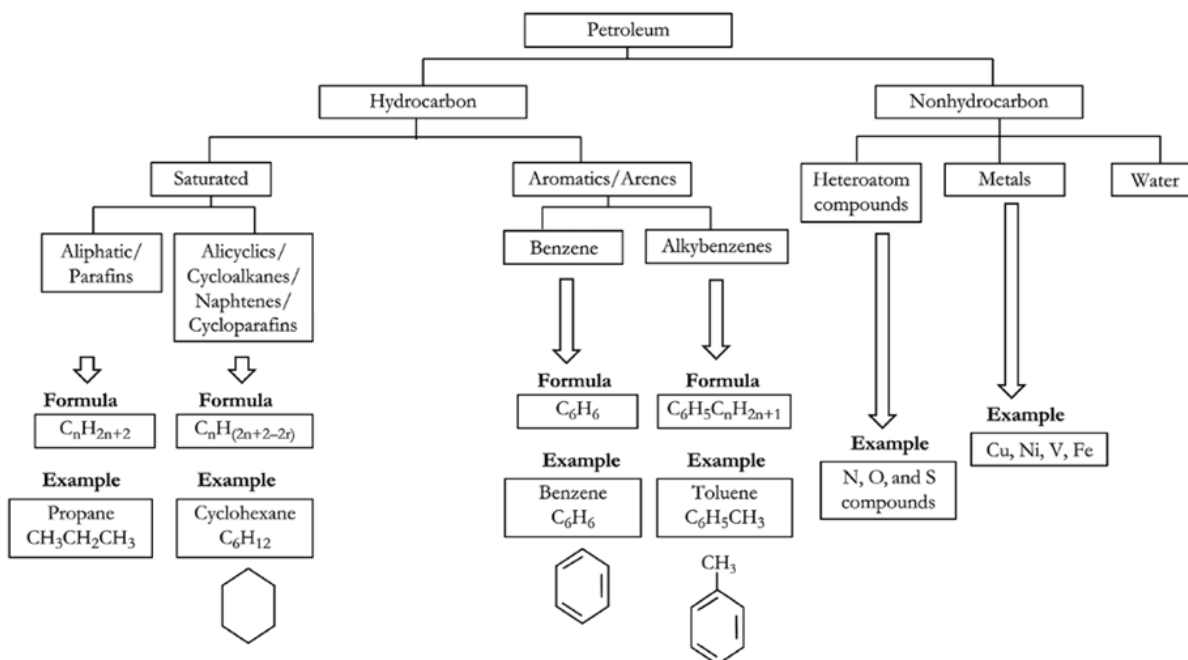 Petroleum
Hydrocarbon
Nonhydrocarbon
Saturated
Aromatics/Arenes
Heteroatom
compounds
Metals
Water
Aliphatic/
Parafins
Alicyclics/
Cycloalkanes/
Naphtenes/
Cycloparafins
Benzene
Alkybenzenes
Formula
CₙH₂ₙ₊₂
Formula
CₙH₍₂ₙ₊₂₋₂ᵣ₎
Formula
C₆H₆
Formula
C₆H₅CₙH₂ₙ₊₁
Example
Propane
CH₃CH₂CH₃
Example
Cyclohexane
C₆H₁₂
Example
Benzene
C₆H₆
Example
Toluene
C₆H₅CH₃
CH₃
Example
N, O, and S
compounds
Example
Cu, Ni, V, Fe